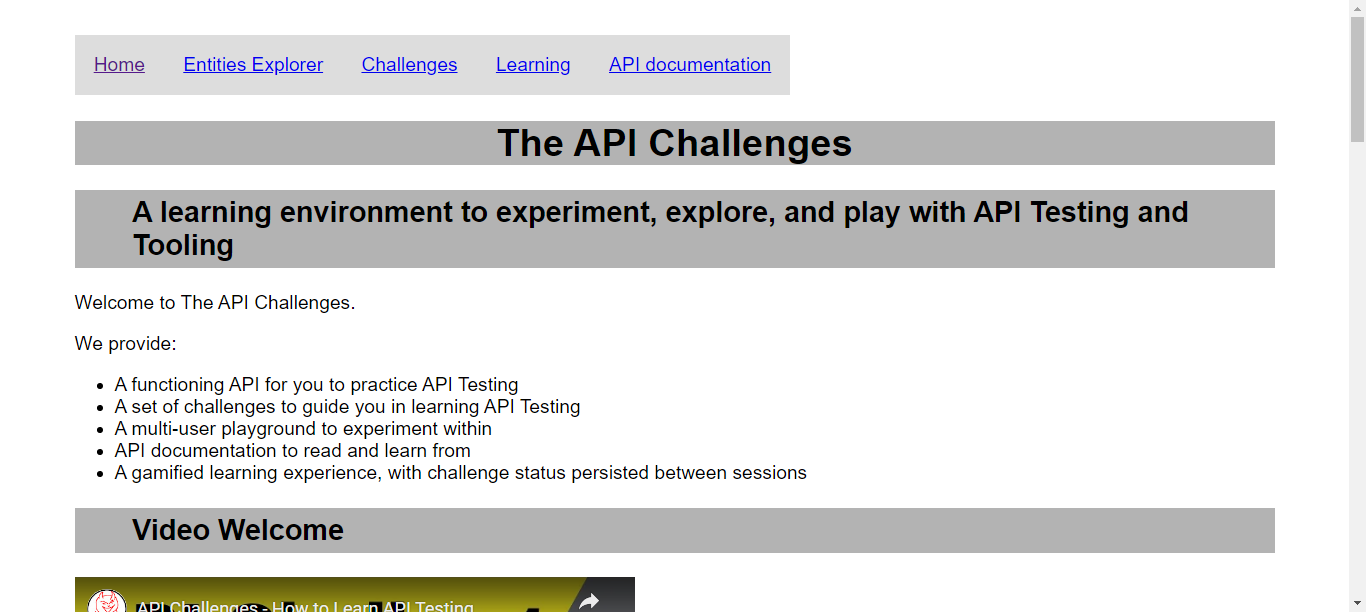 Home Entities Explorer Challenges Learning API documentation
The API Challenges
A learning environment to experiment, explore, and play with API Testing and
Tooling
Welcome to The API Challenges.
We provide:
A functioning API for you to practice API Testing
A set of challenges to guide you in learning API Testing
A multi-user playground to experiment within
API documentation to read and learn from
A gamified learning experience, with challenge status persisted between sessions
Video Welcome
API Challenges - How to Learn API Testing